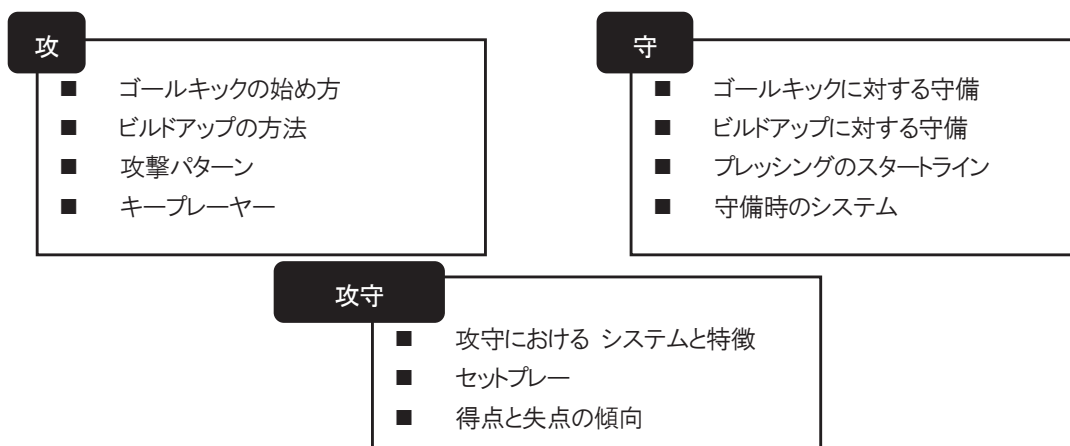 攻
■ ゴールキックの始め方
■ ビルドアップの方法
■ 攻撃パターン
■ キープレーヤー
守
■ ゴールキックに対する守備
■ ビルドアップに対する守備
■ プレッシングのスタートライン
■ 守備時のシステム
攻守
■ 攻守における システムと特徴
■ セットプレー
■ 得点と失点の傾向